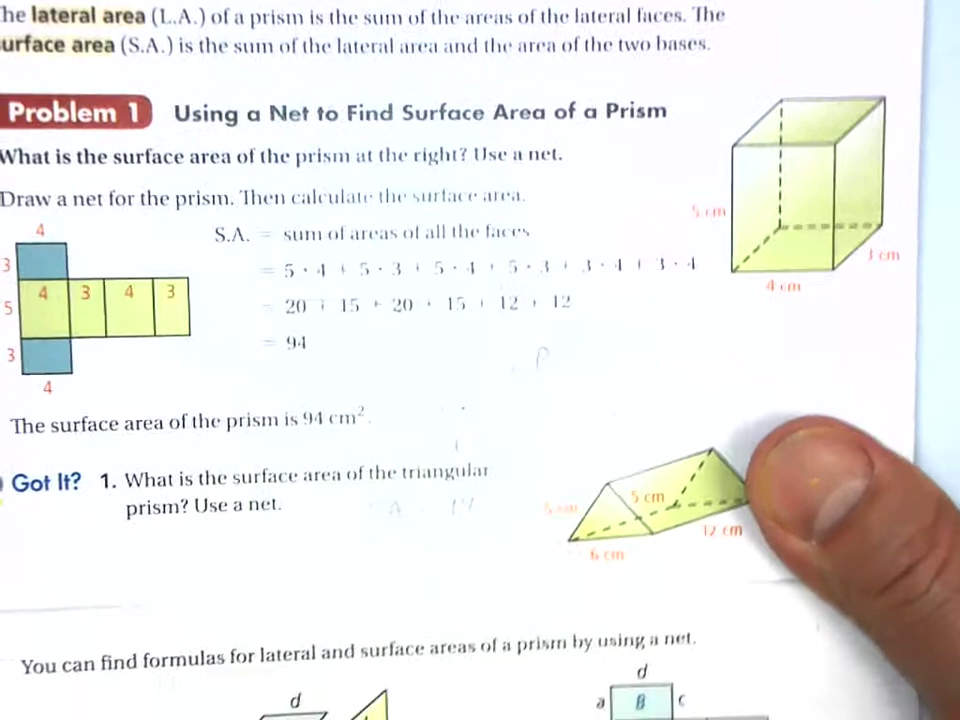 he lateral area (L.A.) of a prism is the sum of the areas of the lateral faces. The
urface area (S.A.) is the sum of the lateral area and the area of the two bases.
Problem 1 Using a Net to Find Surface Area of a Prism
What is the surface area of the prism at the right? Use a net.
Draw a net for the prism. Then calculate the surface area.
5 cm
3 cm
4 cm
4
3
4 3 4 3
5
3
4
S.A. = sum of areas of all the faces
= 5 · 4 + 5 · 3 + 5 · 4 + 5 · 3 + 3 · 4 + 3 · 4
= 20 + 15 + 20 + 15 + 12 + 12
= 94
The surface area of the prism is 94 cm².
Got It? 1. What is the surface area of the triangular
prism? Use a net.
5 cm
5 cm
12 cm
6 cm
You can find formulas for lateral and surface areas of a prism by using a net.
d
d
a B c